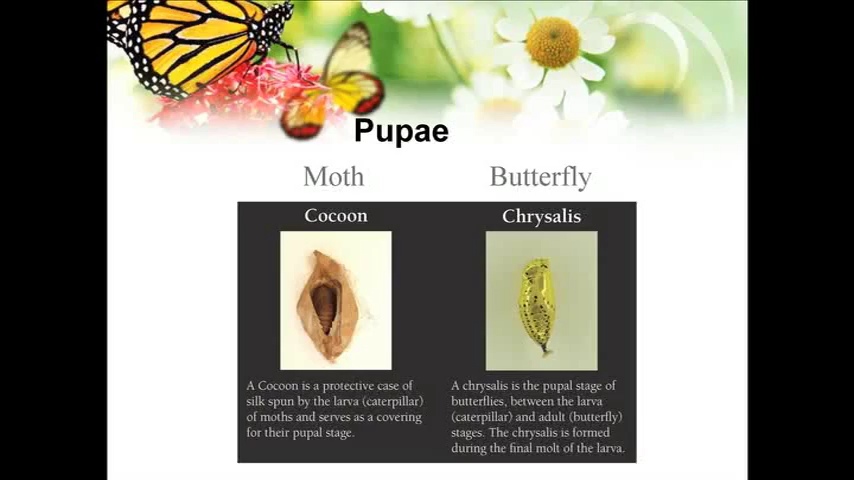 Pupae
Moth
Butterfly
Cocoon
A Cocoon is a protective case of
silk spun by the larva (caterpillar)
of moths and serves as a covering
for their pupal stage.
Chrysalis
A chrysalis is the pupal stage of
butterflies, between the larva
(caterpillar) and adult (butterfly)
stages. The chrysalis is formed
during the final molt of the larva.